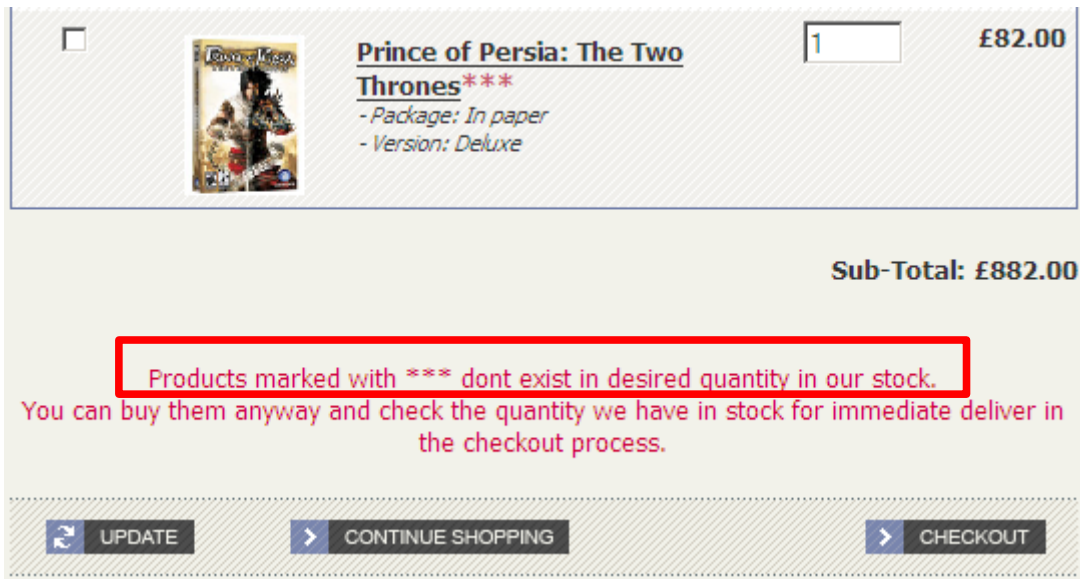 Prince of Persia: The Two 1 £82.00
Thrones***
- Package: In paper
- Version: Deluxe
Sub-Total: £882.00
Products marked with *** dont exist in desired quantity in our stock.
You can buy them anyway and check the quantity we have in stock for immediate deliver in
the checkout process.
UPDATE CONTINUE SHOPPING CHECKOUT